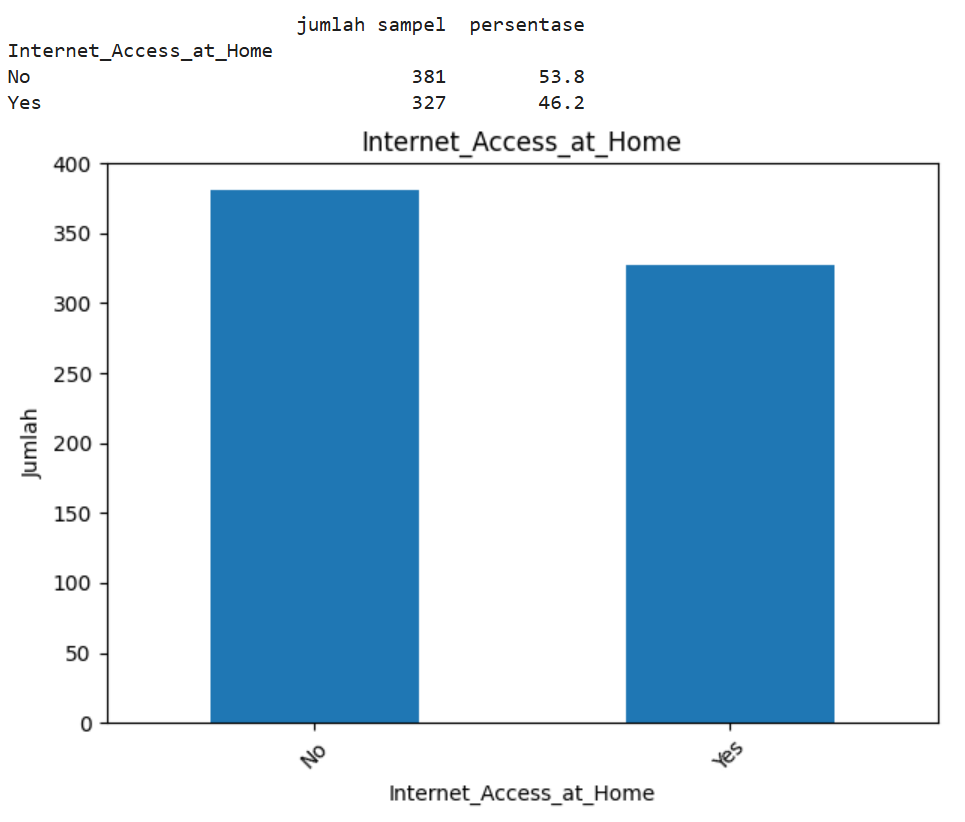 jumlah sampel persentase
Internet_Access_at_Home
No 381 53.8
Yes 327 46.2
Internet_Access_at_Home
400
350
300
250
200
150
100
50
0
Jumlah
No Yes
Internet_Access_at_Home